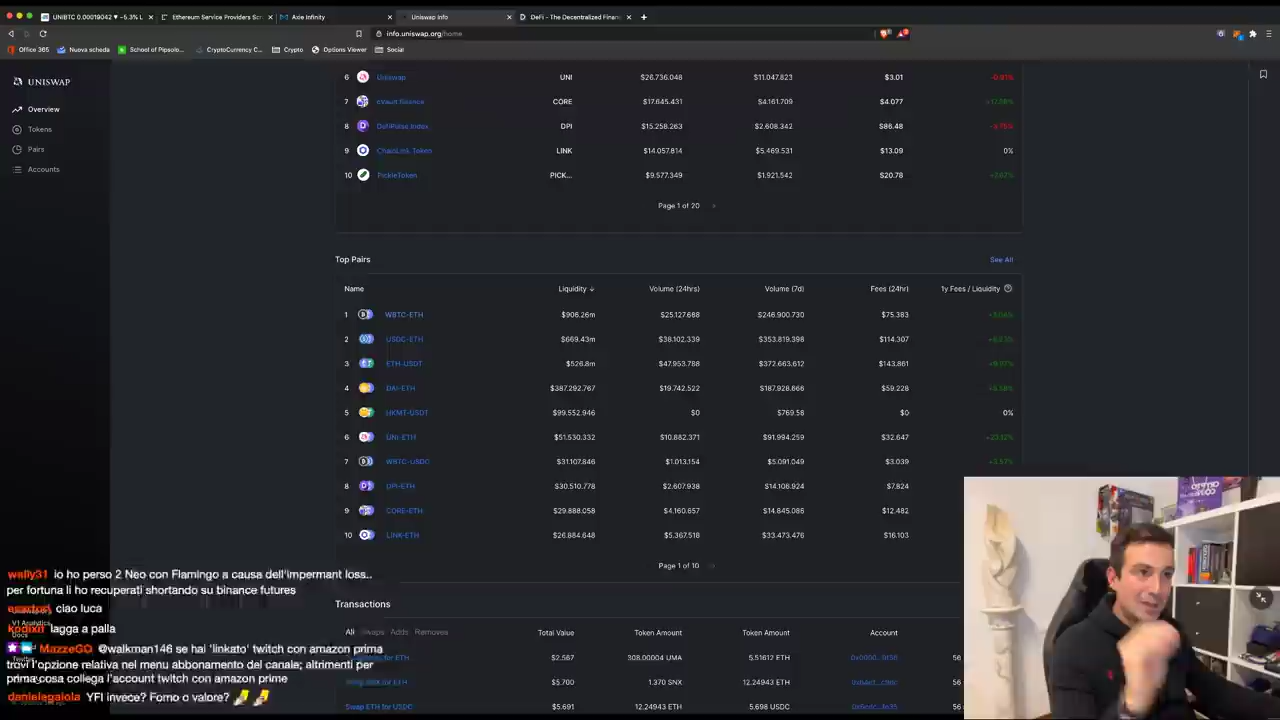 UNIBTC 0.00019042 ▼ -5.3% L
Ethereum Service Providers Scr
Axie Infinity
Uniswap Info
DeFi - The Decentralized Finan
info.uniswap.org/home
Office 365
Nuova scheda
School of Pipsolo...
CryptoCurrency C...
Crypto
Options Viewer
Social
UNISWAP
Overview
Tokens
Pairs
Accounts
6 Uniswap UNI $26.736.048 $11.047.823 $3.01 -0.91%
7 cVault.finance CORE $17.645.431 $4.161.709 $4.077
8 DefiPulse Index DPI $15.258.263 $2.608.342 $86.48
9 ChainLink Token LINK $14.057.814 $5.469.531 $13.09 0%
10 PickleToken PICK... $9.577.349 $1.921.542 $20.78
Page 1 of 20
Top Pairs
See All
Name Liquidity ↓ Volume (24hrs) Volume (7d) Fees (24hr) 1y Fees / Liquidity
1 WBTC-ETH $906.26m $25.127.688 $246.900.730 $75.383
2 USDC-ETH $669.43m $38.102.339 $353.819.398 $114.307
3 ETH-USDT $526.8m $47.953.788 $372.663.612 $143.861
4 DAI-ETH $387.292.767 $19.742.522 $187.928.666 $59.228
5 HKMT-USDT $99.552.946 $0 $769.58 $0 0%
6 UNI-ETH $51.530.332 $10.882.371 $91.994.259 $32.647
7 WBTC-USDC $31.107.846 $1.013.154 $5.091.049 $3.039
8 DPI-ETH $30.510.778 $2.607.938 $14.108.924 $7.824
9 CORE-ETH $29.888.058 $4.160.657 $14.845.086 $12.482
10 LINK-ETH $26.884.648 $5.367.518 $33.473.476 $16.103
Page 1 of 10
Transactions
All Swaps Adds Removes Total Value Token Amount Token Amount Account
for ETH $2.567 308.00004 UMA 5.51612 ETH 56
for ETH $5.700 1.370 SNX 12.24943 ETH 56
Swap ETH for USDC $5.691 12.24943 ETH 5.698 USDC 56
wally31 io ho perso 2 Neo con Flamingo a causa dell'impermant loss..
per fortuna li ho recuperati shortando su binance futures
ciao luca
V1 Analytics
kpdixit lagga a palla
Docs
MazzeGO @walkman146 se hai 'linkato' twitch con amazon prima
trovi l'opzione relativa nel menu abbonamento del canale; altrimenti per
prima cosa collega l'account twitch con amazon prime
danielegaiola YFI invece? Fomo o valore?